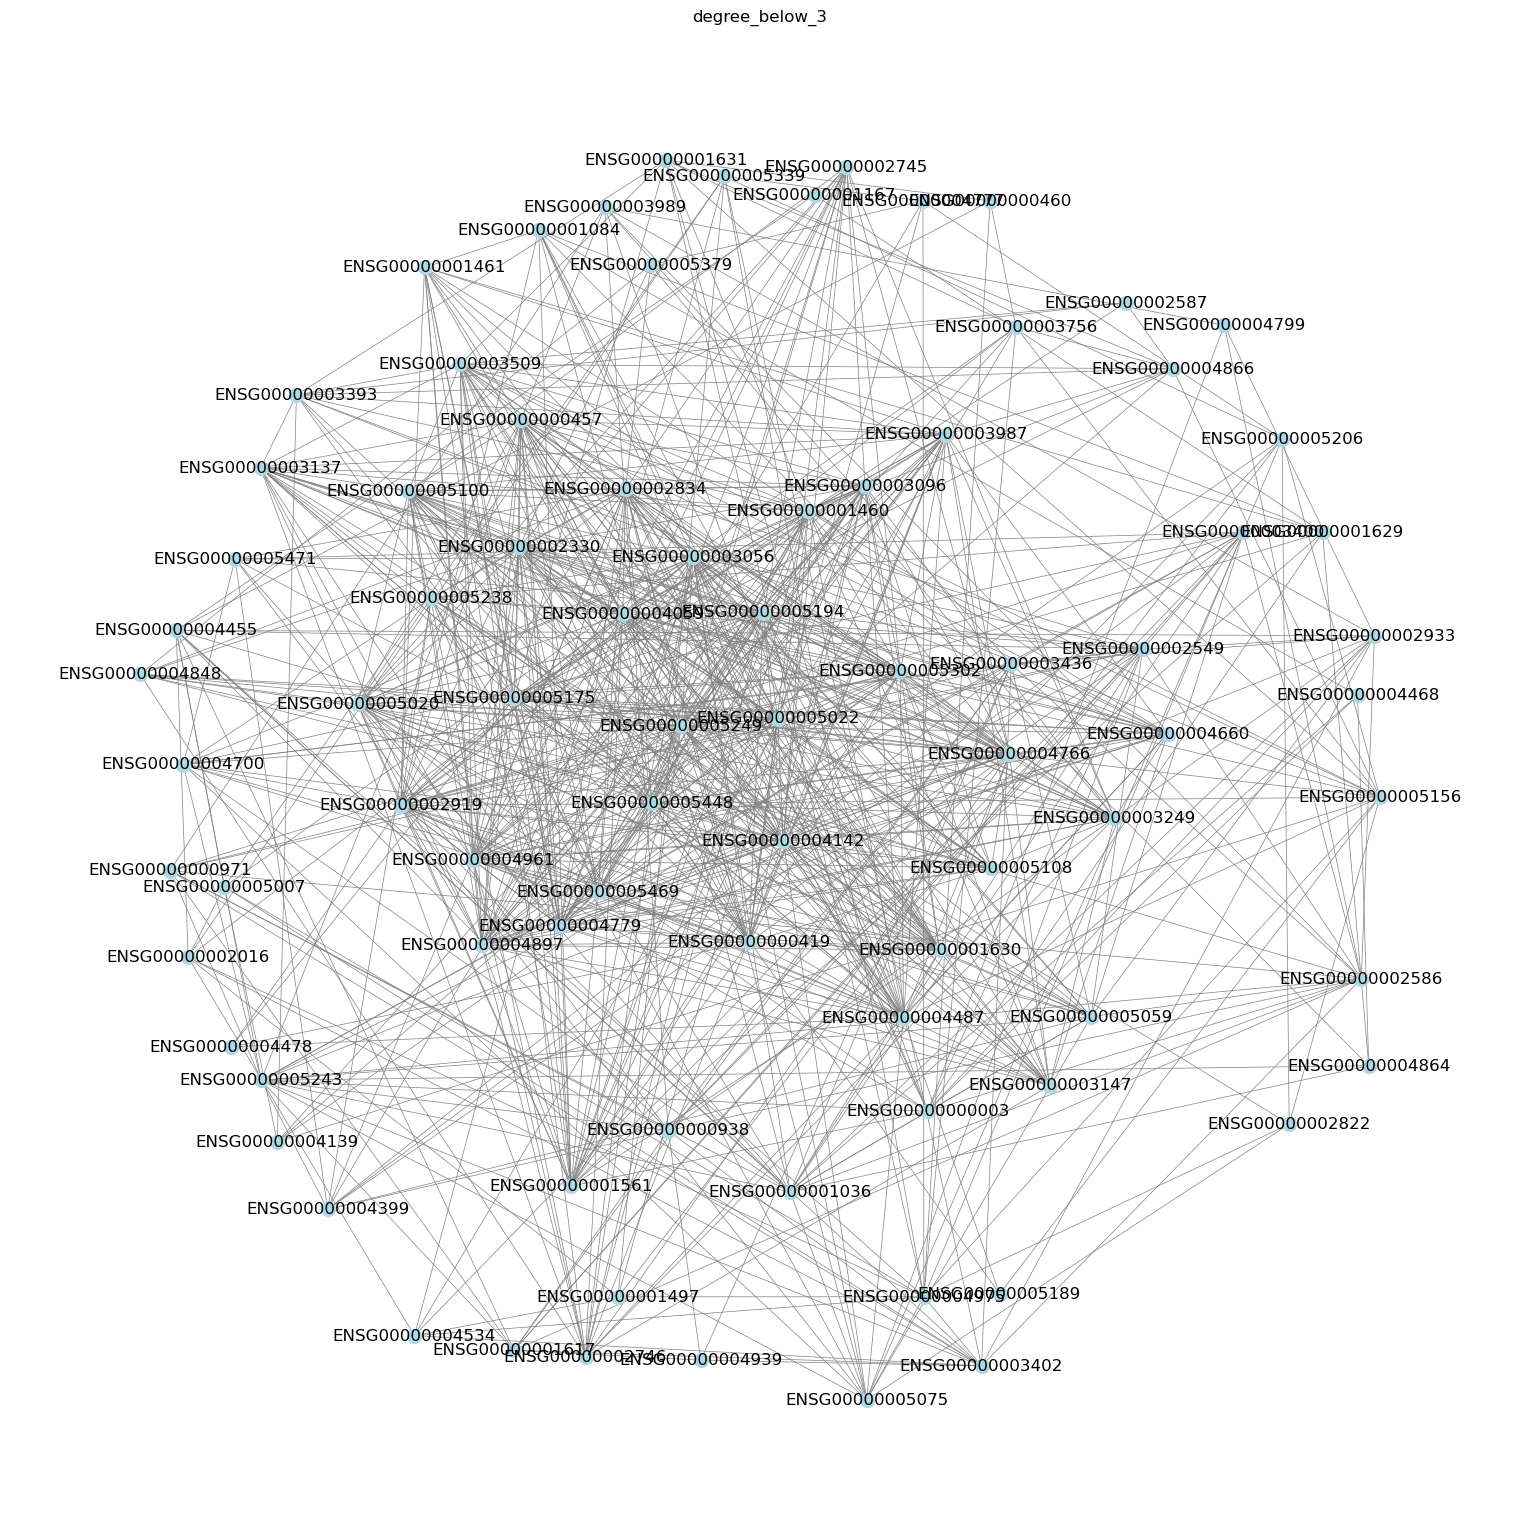 degree_below_3
ENSG00000001631
ENSG00000002745
ENSG00000005339
ENSG00000001167
ENSG00000004777
ENSG00000000460
ENSG00000003989
ENSG00000001084
ENSG00000001461
ENSG00000005379
ENSG00000002587
ENSG00000003756
ENSG00000004799
ENSG00000003509
ENSG00000004866
ENSG00000003393
ENSG00000000457
ENSG00000003987
ENSG00000005206
ENSG00000003137
ENSG00000005100
ENSG00000002834
ENSG00000003096
ENSG00000001460
ENSG00000003400
ENSG00000001629
ENSG00000002330
ENSG00000003056
ENSG00000005471
ENSG00000005238
ENSG00000004059
ENSG00000005194
ENSG00000004455
ENSG00000002933
ENSG00000002549
ENSG00000003436
ENSG00000005302
ENSG00000004848
ENSG00000004468
ENSG00000005175
ENSG00000005020
ENSG00000005022
ENSG00000005249
ENSG00000004660
ENSG00000004766
ENSG00000004700
ENSG00000005156
ENSG00000002919
ENSG00000005448
ENSG00000003249
ENSG00000004142
ENSG00000004961
ENSG00000005108
ENSG00000000971
ENSG00000005007
ENSG00000005469
ENSG00000004779
ENSG00000004897
ENSG00000000419
ENSG00000001630
ENSG00000002016
ENSG00000002586
ENSG00000004487
ENSG00000005059
ENSG00000004478
ENSG00000004864
ENSG00000005243
ENSG00000003147
ENSG00000000003
ENSG00000002822
ENSG00000000938
ENSG00000004139
ENSG00000001561
ENSG00000001036
ENSG00000004399
ENSG00000001497
ENSG00000004975
ENSG00000005189
ENSG00000004534
ENSG00000001617
ENSG00000002746
ENSG00000004939
ENSG00000003402
ENSG00000005075